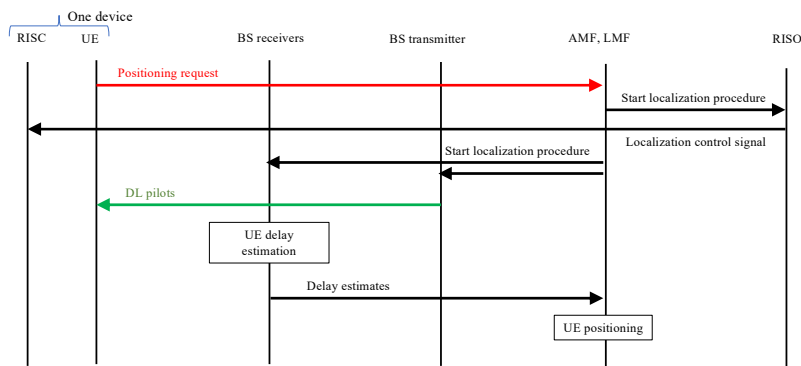 One device
RISC
UE
BS receivers
BS transmitter
AMF, LMF
RISO
Positioning request
Start localization procedure
Localization control signal
Start localization procedure
DL pilots
UE delay
estimation
Delay estimates
UE positioning